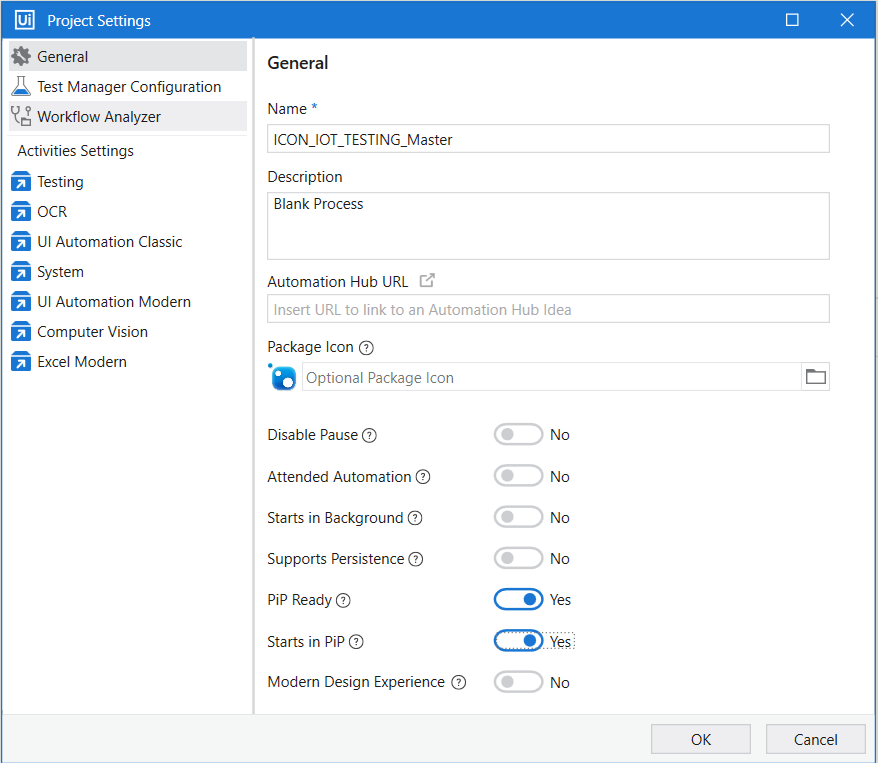 Ui Project Settings
General
Test Manager Configuration
Workflow Analyzer
Activities Settings
Testing
OCR
UI Automation Classic
System
UI Automation Modern
Computer Vision
Excel Modern
General
Name *
ICON_IOT_TESTING_Master
Description
Blank Process
Automation Hub URL
Insert URL to link to an Automation Hub Idea
Package Icon ?
Optional Package Icon
Disable Pause ? No
Attended Automation ? No
Starts in Background ? No
Supports Persistence ? No
PiP Ready ? Yes
Starts in PiP ? Yes
Modern Design Experience ? No
OK Cancel